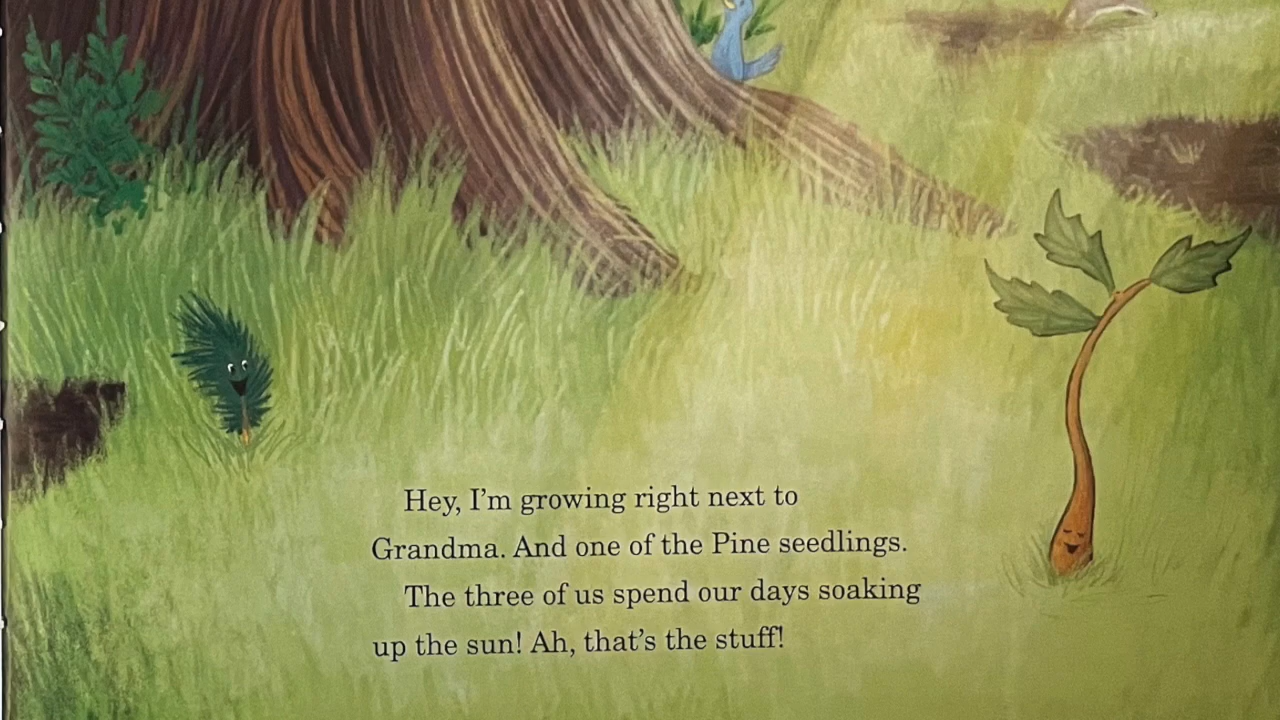 Hey, I’m growing right next to
Grandma. And one of the Pine seedlings.
The three of us spend our days soaking
up the sun! Ah, that’s the stuff!